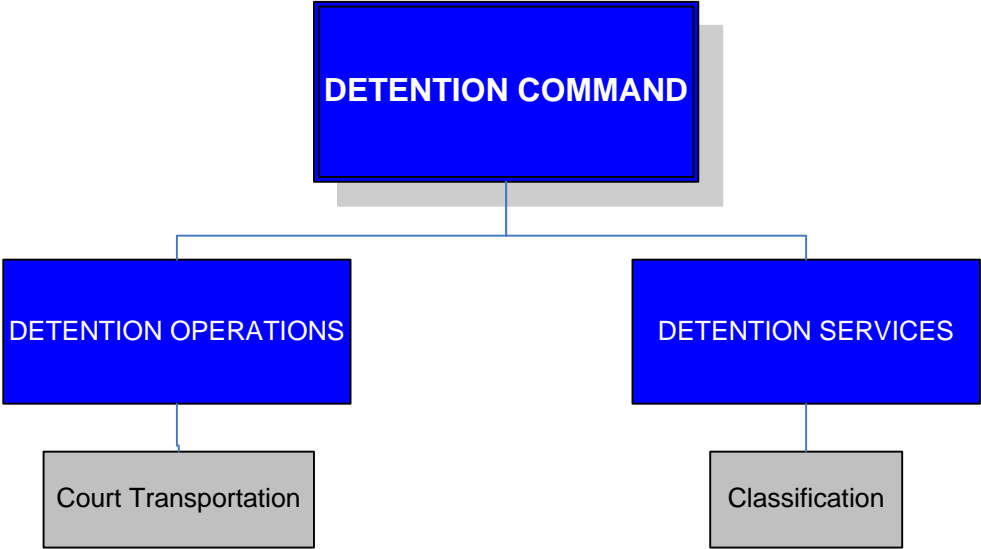 DETENTION COMMAND
DETENTION OPERATIONS
DETENTION SERVICES
Court Transportation
Classification